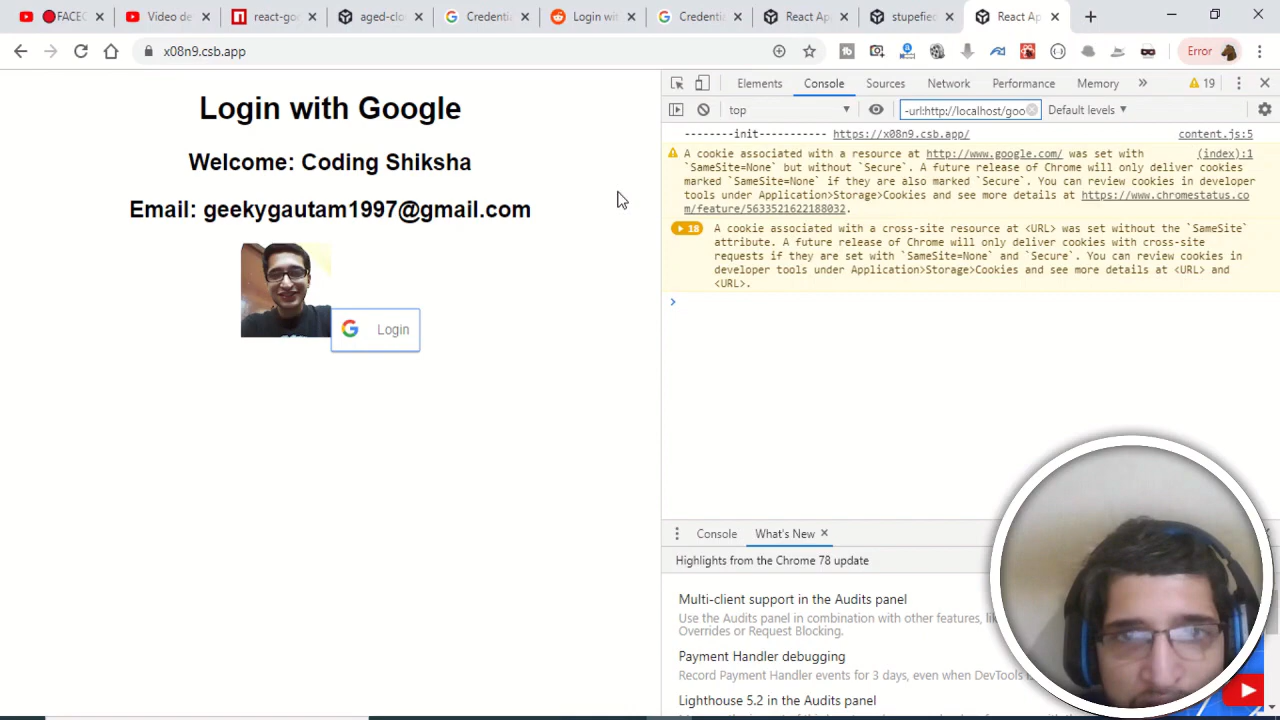 FACEC
Video de
react-goo
aged-clo
Credentia
Login wit
Credentia
React Ap
stupefied
React Ap
x08n9.csb.app
Error
Login with Google
Welcome: Coding Shiksha
Email: geekygautam1997@gmail.com
Login
Elements
Console
Sources
Network
Performance
Memory
19
top
-url:http://localhost/goo
Default levels
--------init----------- https://x08n9.csb.app/
content.js:5
A cookie associated with a resource at http://www.google.com/ was set with
(index):1
`SameSite=None` but without `Secure`. A future release of Chrome will only deliver cookies
marked `SameSite=None` if they are also marked `Secure`. You can review cookies in developer
tools under Application>Storage>Cookies and see more details at https://www.chromestatus.co
m/feature/5633521622188032.
18
A cookie associated with a cross-site resource at <URL> was set without the `SameSite`
attribute. A future release of Chrome will only deliver cookies with cross-site
requests if they are set with `SameSite=None` and `Secure`. You can review cookies in
developer tools under Application>Storage>Cookies and see more details at <URL> and
<URL>.
Console
What's New
Highlights from the Chrome 78 update
Multi-client support in the Audits panel
Use the Audits panel in combination with other features, li
Overrides or Request Blocking.
Payment Handler debugging
Record Payment Handler events for 3 days, even when DevTools i
Lighthouse 5.2 in the Audits panel